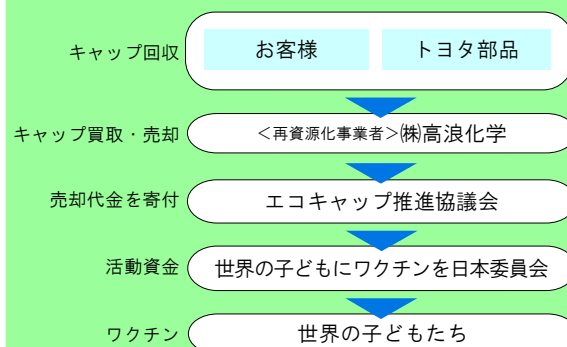 キャップ回収
お客様
トヨタ部品
キャップ買取・売却
＜再資源化事業者＞㈱高浪化学
売却代金を寄付
エコキャップ推進協議会
活動資金
世界の子どもにワクチンを日本委員会
ワクチン
世界の子どもたち